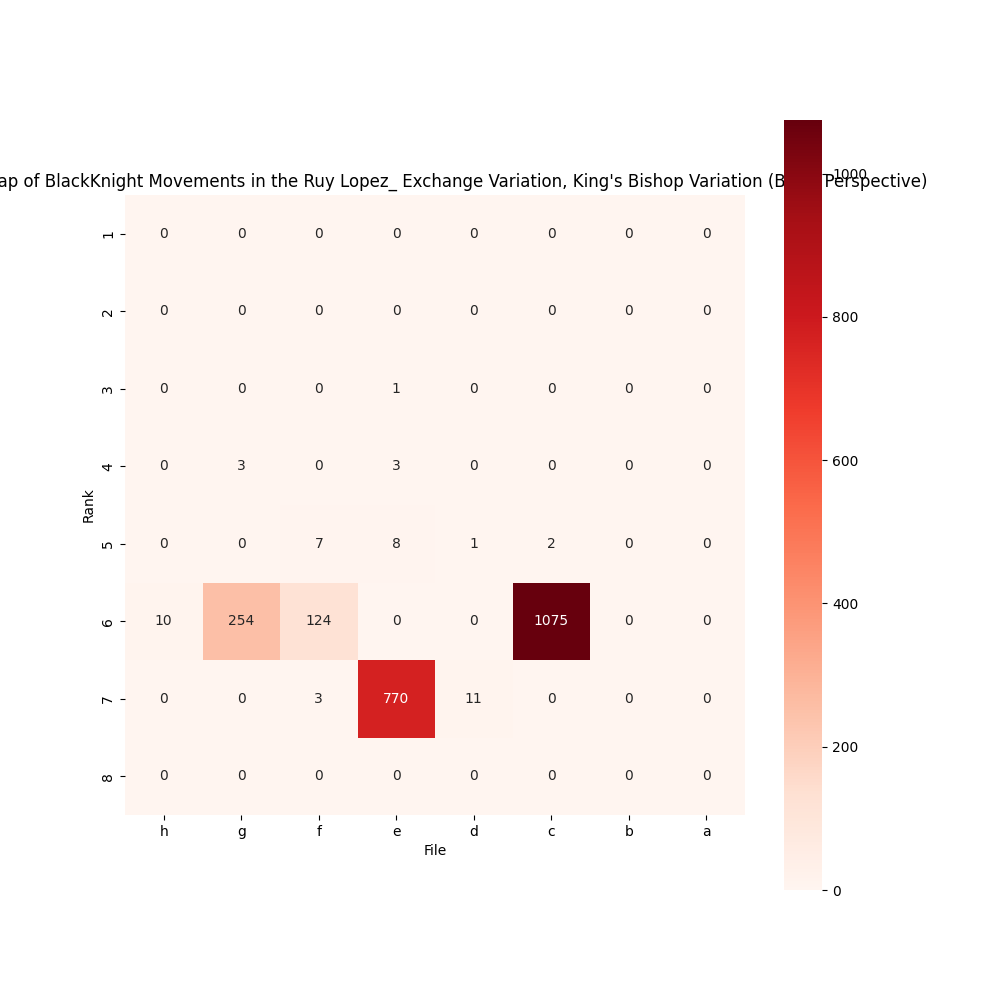 ap of BlackKnight Movements in the Ruy Lopez_ Exchange Variation, King's Bishop Variation (B Perspective)
1 0 0 0 0 0 0 0 0
2 0 0 0 0 0 0 0 0
3 0 0 0 1 0 0 0 0
4 0 3 0 3 0 0 0 0
Rank
5 0 0 7 8 1 2 0 0
6 10 254 124 0 0 1075 0 0
7 0 0 3 770 11 0 0 0
8 0 0 0 0 0 0 0 0
h g f e d c b a
File
1000
800
600
400
200
0